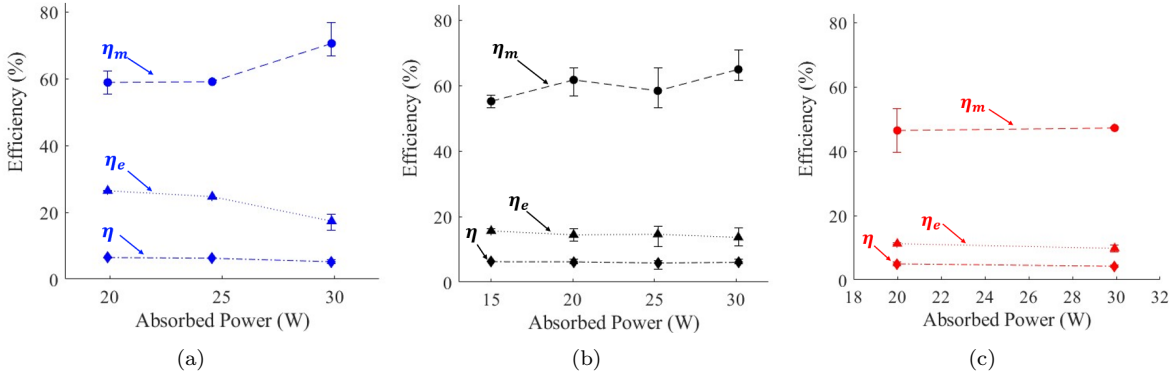 80
60
40
20
0
Efficiency (%)
η_m
η_e
η
20 25 30
Absorbed Power (W)
(a)
80
60
40
20
0
Efficiency (%)
η_m
η_e
η
15 20 25 30
Absorbed Power (W)
(b)
80
60
40
20
0
Efficiency (%)
η_m
η_e
η
18 20 22 24 26 28 30 32
Absorbed Power (W)
(c)